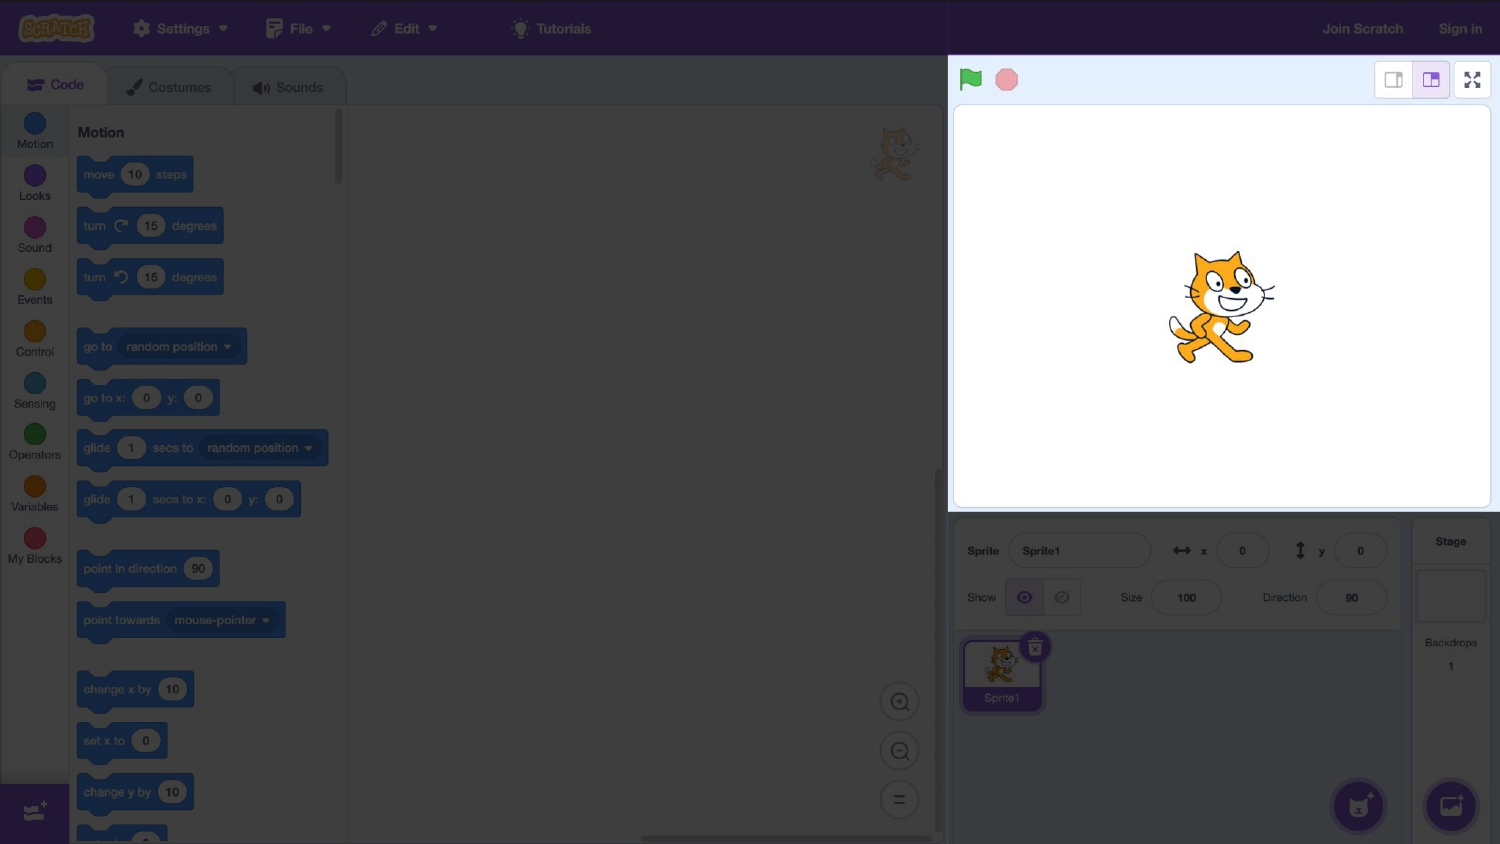 SCRATCH Settings File Edit Tutorials Join Scratch Sign in
Code Costumes Sounds
Motion
Looks
Sound
Events
Control
Sensing
Operators
Variables
My Blocks
Motion
move 10 steps
turn 15 degrees
turn 15 degrees
go to random position
go to x: 0 y: 0
glide 1 secs to random position
glide 1 secs to x: 0 y: 0
point in direction 90
point towards mouse-pointer
change x by 10
set x to 0
change y by 10
Sprite Sprite1 x 0 y 0
Show Size 100 Direction 90
Sprite1
Stage
Backdrops
1